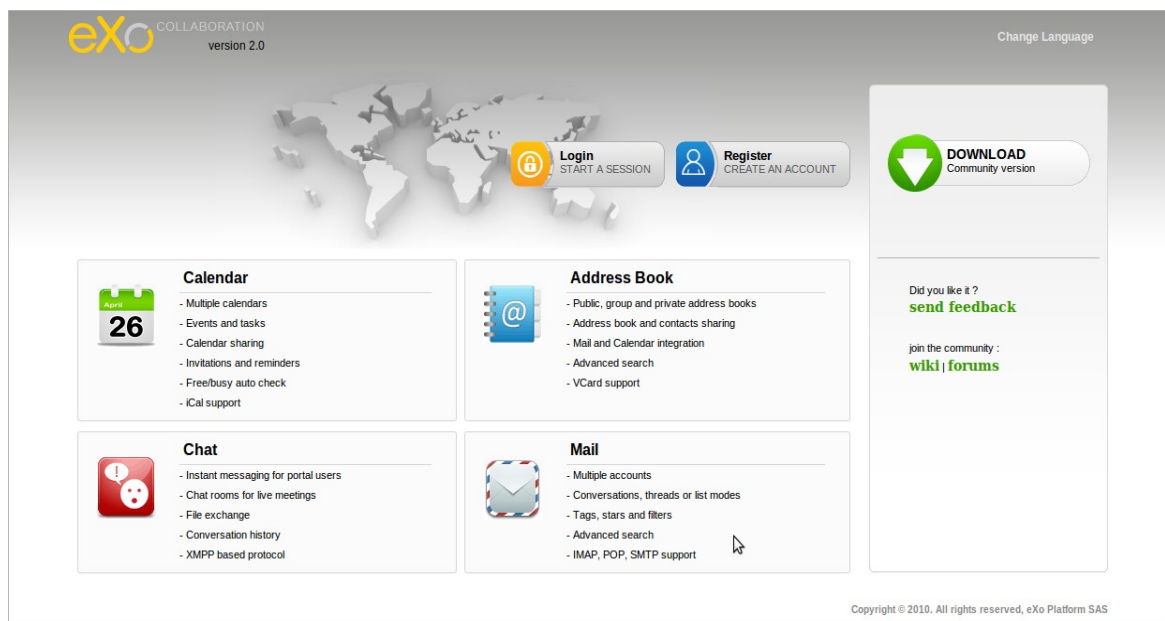 eXo COLLABORATION
version 2.0
Change Language
Login
START A SESSION
Register
CREATE AN ACCOUNT
DOWNLOAD
Community version
Calendar
April
26
- Multiple calendars
- Events and tasks
- Calendar sharing
- Invitations and reminders
- Free/busy auto check
- iCal support
Address Book
@
- Public, group and private address books
- Address book and contacts sharing
- Mail and Calendar integration
- Advanced search
- VCard support
Did you like it ?
send feedback
join the community :
wiki | forums
Chat
!
- Instant messaging for portal users
- Chat rooms for live meetings
- File exchange
- Conversation history
- XMPP based protocol
Mail
- Multiple accounts
- Conversations, threads or list modes
- Tags, stars and filters
- Advanced search
- IMAP, POP, SMTP support
Copyright © 2010. All rights reserved, eXo Platform SAS